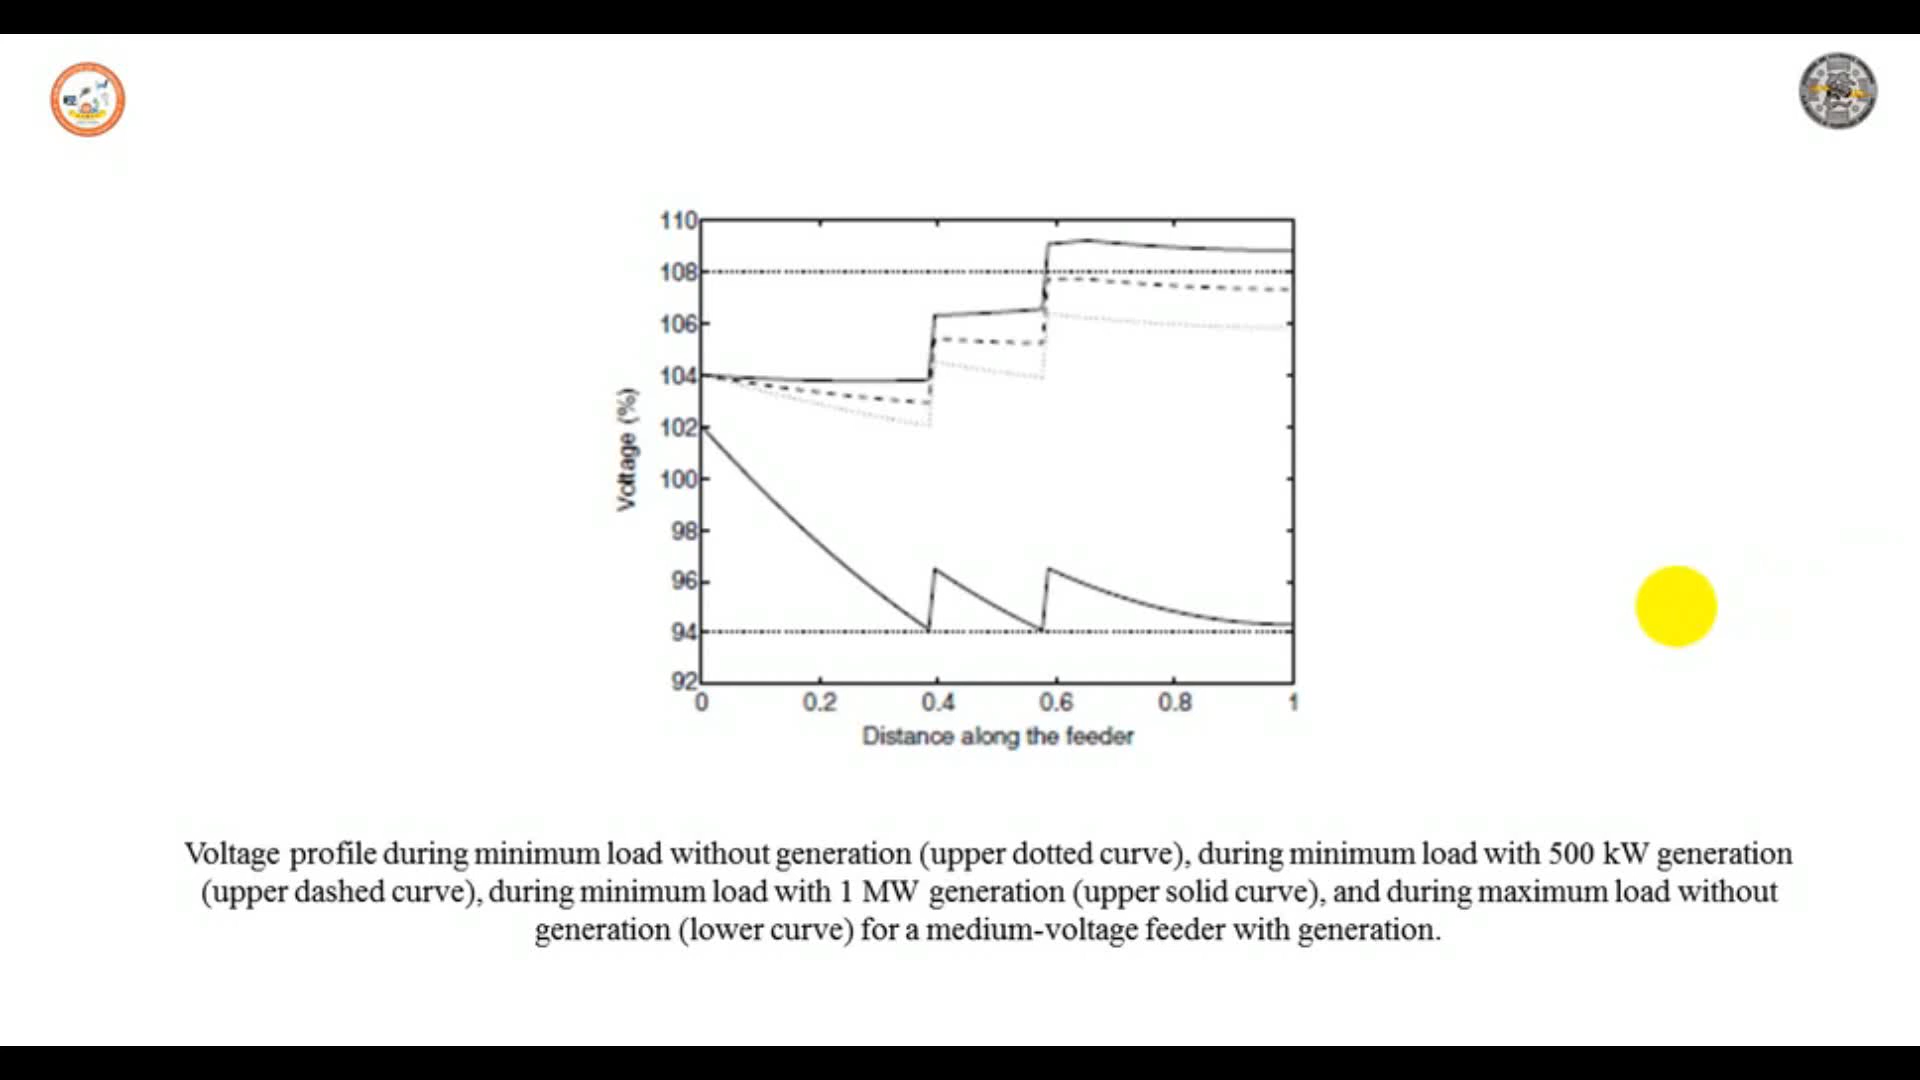 110
108
106
104
102
100
98
96
94
92
Voltage (%)
0 0.2 0.4 0.6 0.8 1
Distance along the feeder
Voltage profile during minimum load without generation (upper dotted curve), during minimum load with 500 kW generation
(upper dashed curve), during minimum load with 1 MW generation (upper solid curve), and during maximum load without
generation (lower curve) for a medium-voltage feeder with generation.